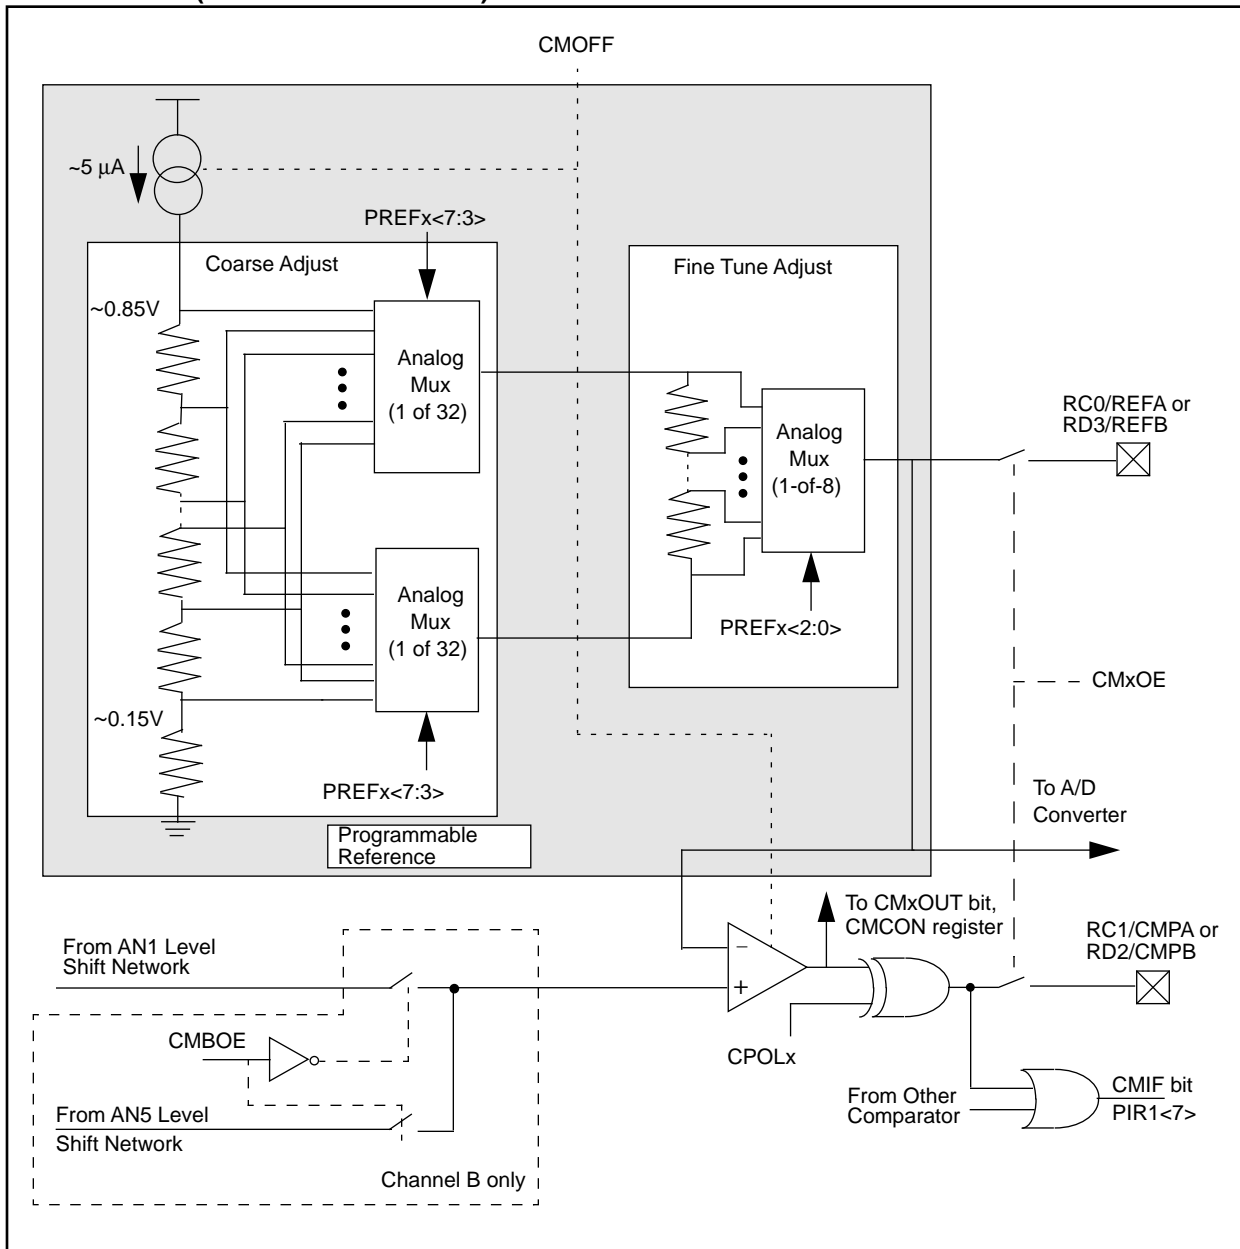 CMOFF
~5 µA
PREFx<7:3>
Coarse Adjust
Fine Tune Adjust
~0.85V
Analog
Mux
(1 of 32)
Analog
Mux
(1-of-8)
RC0/REFA or
RD3/REFB
Analog
Mux
(1 of 32)
PREFx<2:0>
CMxOE
~0.15V
PREFx<7:3>
To A/D
Converter
Programmable
Reference
To CMxOUT bit,
CMCON register
From AN1 Level
Shift Network
RC1/CMPA or
RD2/CMPB
−
+
CMBOE
CPOLx
From AN5 Level
Shift Network
From Other
Comparator
CMIF bit
PIR1<7>
Channel B only